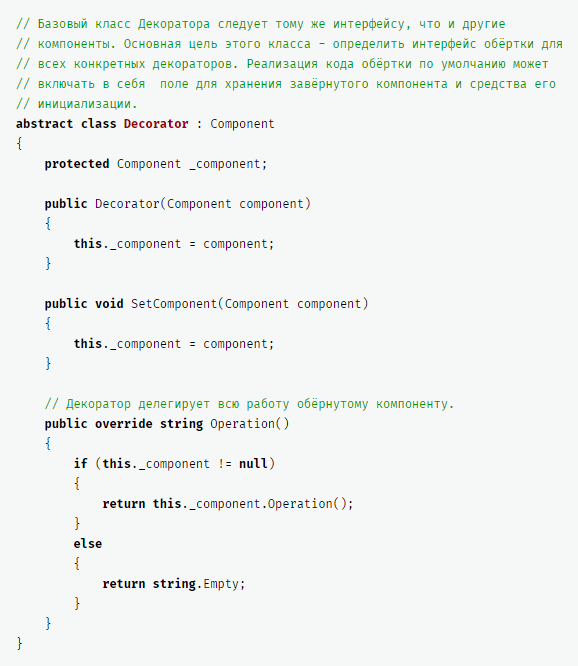 // Базовый класс Декоратора следует тому же интерфейсу, что и другие
// компоненты. Основная цель этого класса - определить интерфейс обёртки для
// всех конкретных декораторов. Реализация кода обёртки по умолчанию может
// включать в себя  поле для хранения завёрнутого компонента и средства его
// инициализации.
abstract class Decorator : Component
{
    protected Component _component;

    public Decorator(Component component)
    {
        this._component = component;
    }

    public void SetComponent(Component component)
    {
        this._component = component;
    }

    // Декоратор делегирует всю работу обёрнутому компоненту.
    public override string Operation()
    {
        if (this._component != null)
        {
            return this._component.Operation();
        }
        else
        {
            return string.Empty;
        }
    }
}